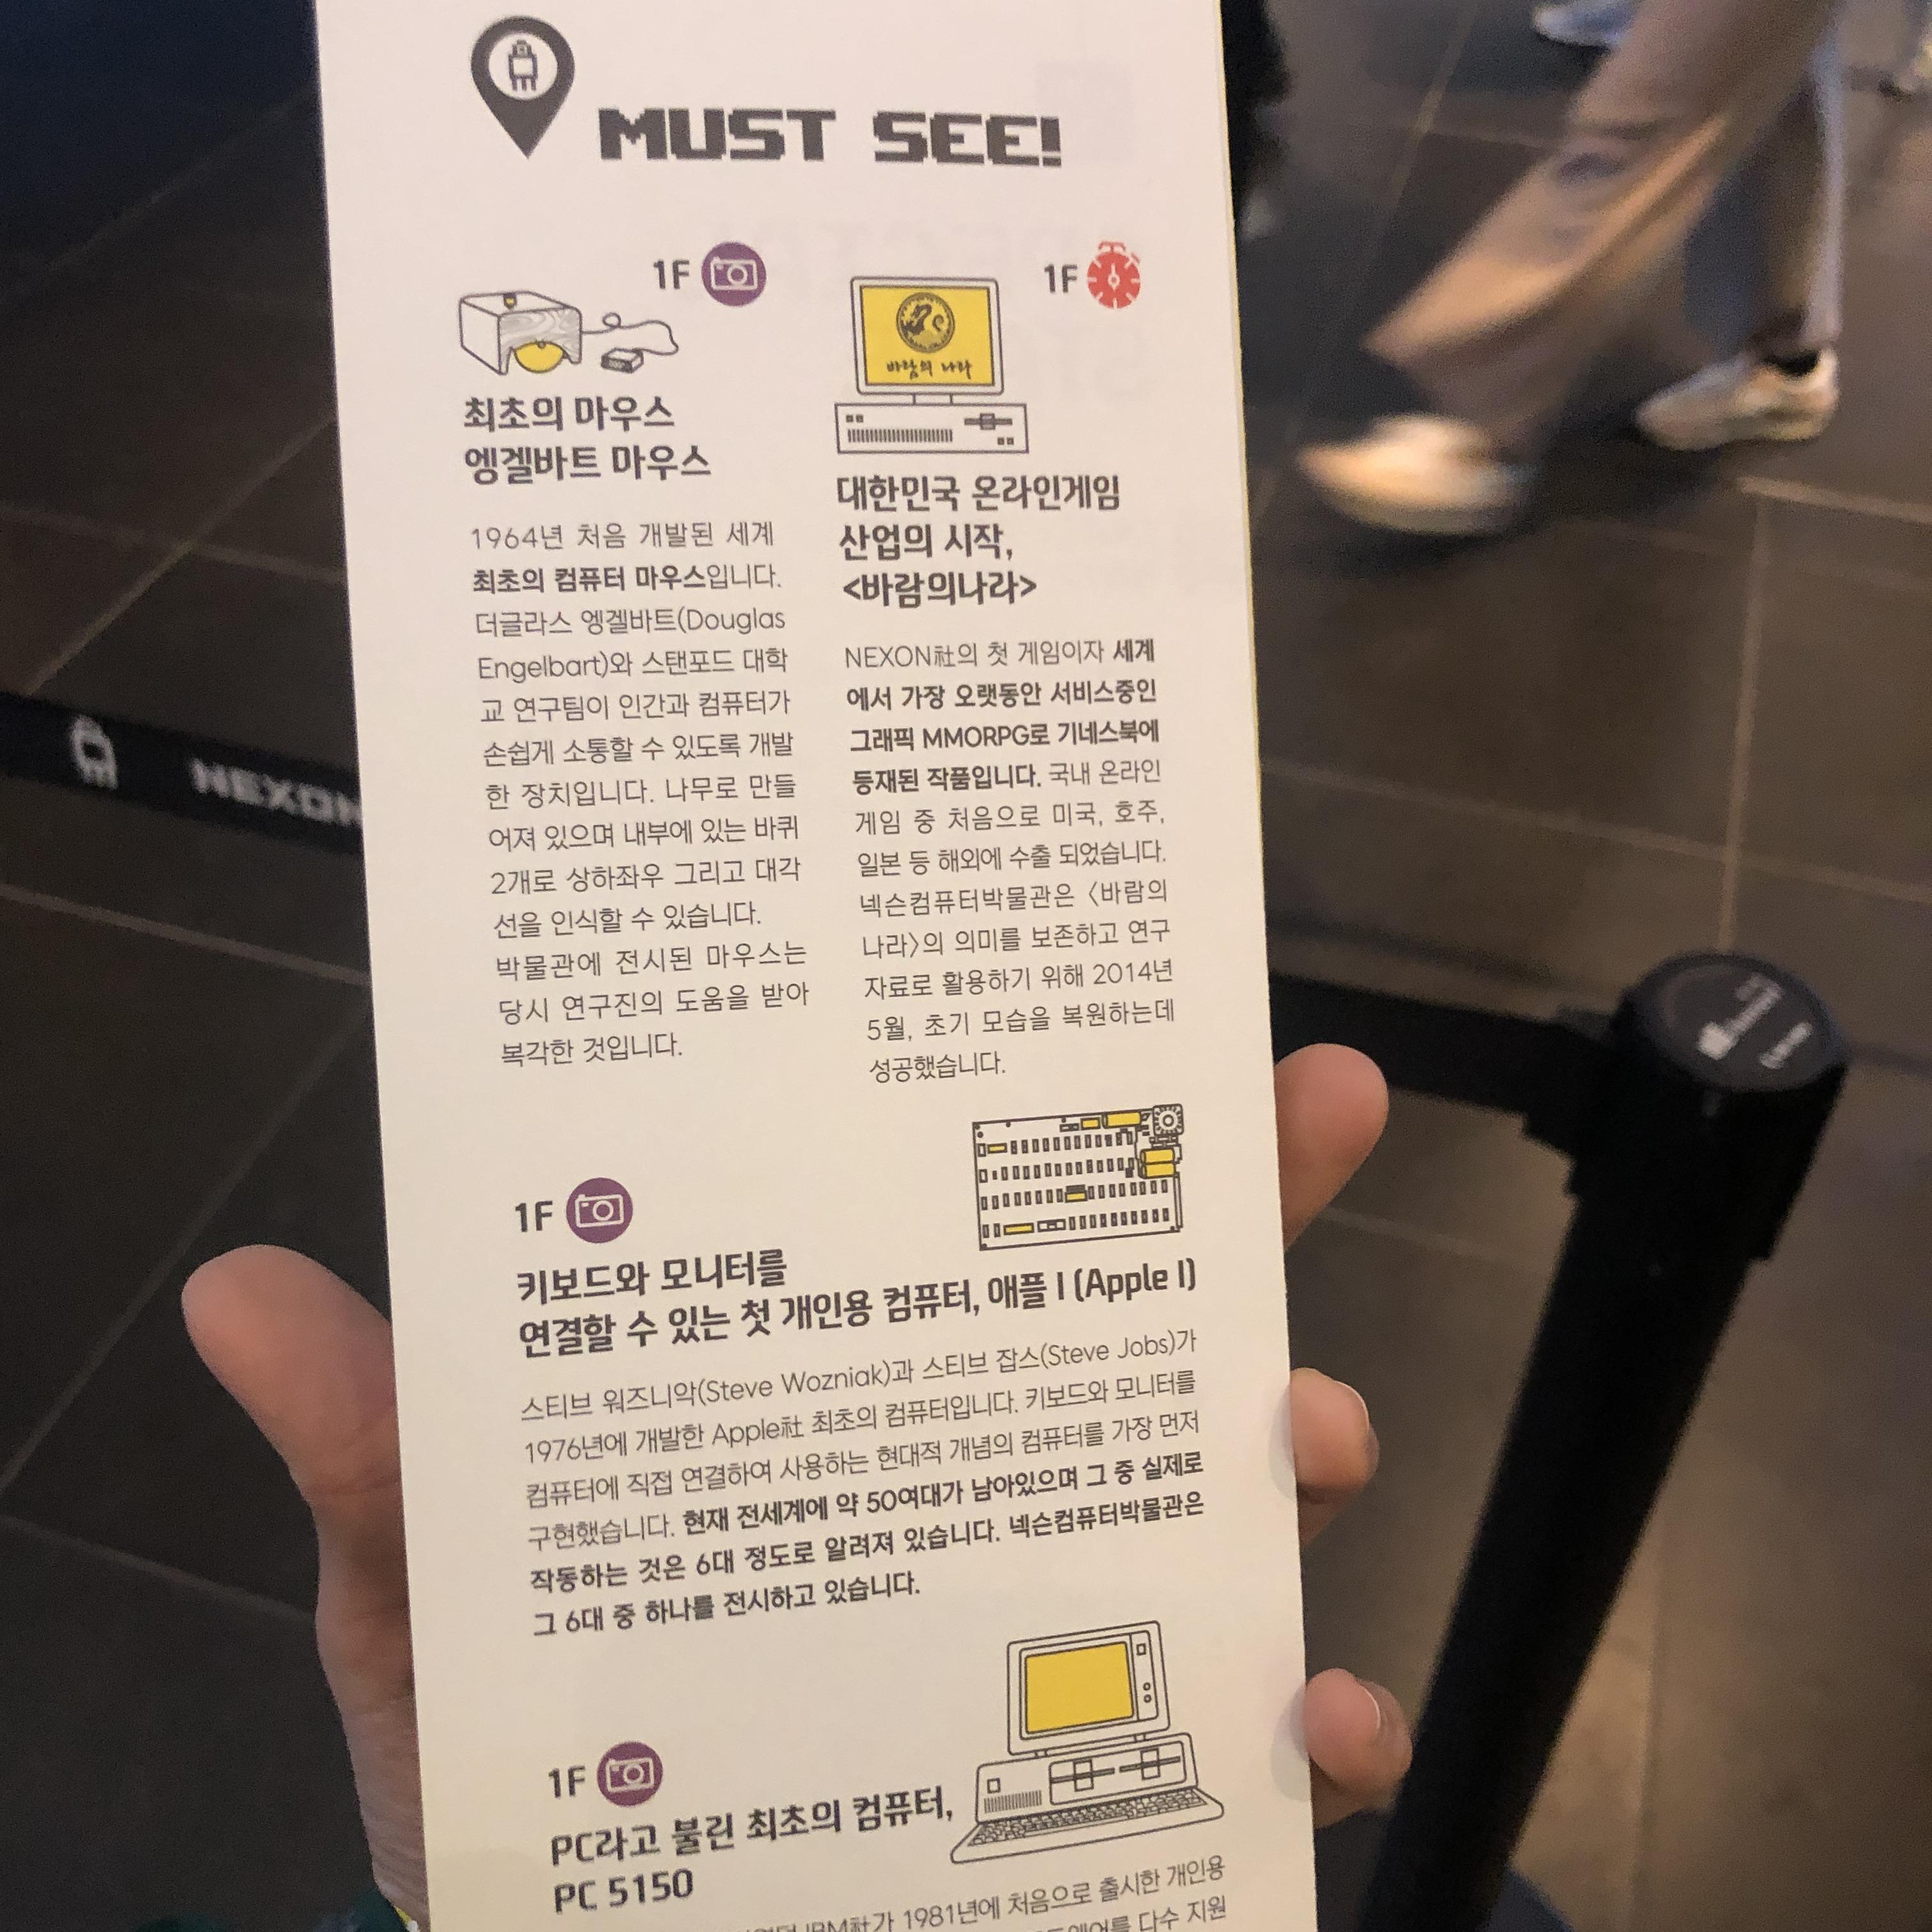 MUST SEE!
1F
최초의 마우스
엥겔바트 마우스
1964년 처음 개발된 세계
최초의 컴퓨터 마우스입니다.
더글라스 엥겔바트(Douglas
Engelbart)와 스탠포드 대학
교 연구팀이 인간과 컴퓨터가
손쉽게 소통할 수 있도록 개발
한 장치입니다. 나무로 만들
어져 있으며 내부에 있는 바퀴
2개로 상하좌우 그리고 대각
선을 인식할 수 있습니다.
박물관에 전시된 마우스는
당시 연구진의 도움을 받아
복각한 것입니다.
1F
바람의 나라
대한민국 온라인게임
산업의 시작,
<바람의나라>
NEXON社의 첫 게임이자 세계
에서 가장 오랫동안 서비스중인
그래픽 MMORPG로 기네스북에
등재된 작품입니다. 국내 온라인
게임 중 처음으로 미국, 호주,
일본 등 해외에 수출 되었습니다.
넥슨컴퓨터박물관은 〈바람의
나라〉의 의미를 보존하고 연구
자료로 활용하기 위해 2014년
5월, 초기 모습을 복원하는데
성공했습니다.
1F
키보드와 모니터를
연결할 수 있는 첫 개인용 컴퓨터, 애플 I (Apple I)
스티브 워즈니악(Steve Wozniak)과 스티브 잡스(Steve Jobs)가
1976년에 개발한 Apple社 최초의 컴퓨터입니다. 키보드와 모니터를
컴퓨터에 직접 연결하여 사용하는 현대적 개념의 컴퓨터를 가장 먼저
구현했습니다. 현재 전세계에 약 50여대가 남아있으며 그 중 실제로
작동하는 것은 6대 정도로 알려져 있습니다. 넥슨컴퓨터박물관은
그 6대 중 하나를 전시하고 있습니다.
1F
PC라고 불린 최초의 컴퓨터,
PC 5150
IBM社가 1981년에 처음으로 출시한 개인용
다수 지원
NEXON